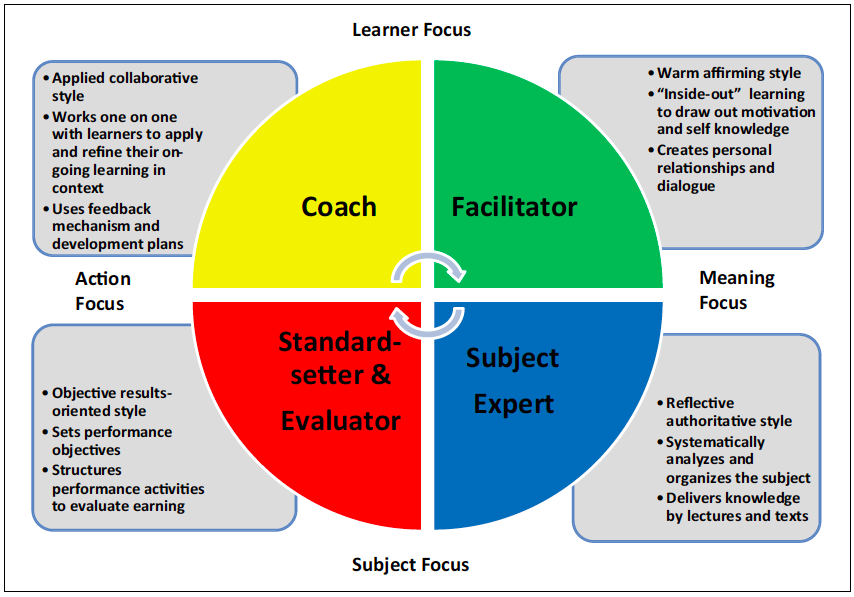 Learner Focus
• Applied collaborative
style
• Works one on one
with learners to apply
and refine their on-
going learning in
context
• Uses feedback
mechanism and
development plans
• Warm affirming style
• “Inside-out” learning
to draw out motivation
and self knowledge
• Creates personal
relationships and
dialogue
Coach
Facilitator
Action
Focus
Meaning
Focus
Standard-
setter &
Evaluator
Subject
Expert
• Objective results-
oriented style
• Sets performance
objectives
• Structures
performance activities
to evaluate earning
• Reflective
authoritative style
• Systematically
analyzes and
organizes the subject
• Delivers knowledge
by lectures and texts
Subject Focus